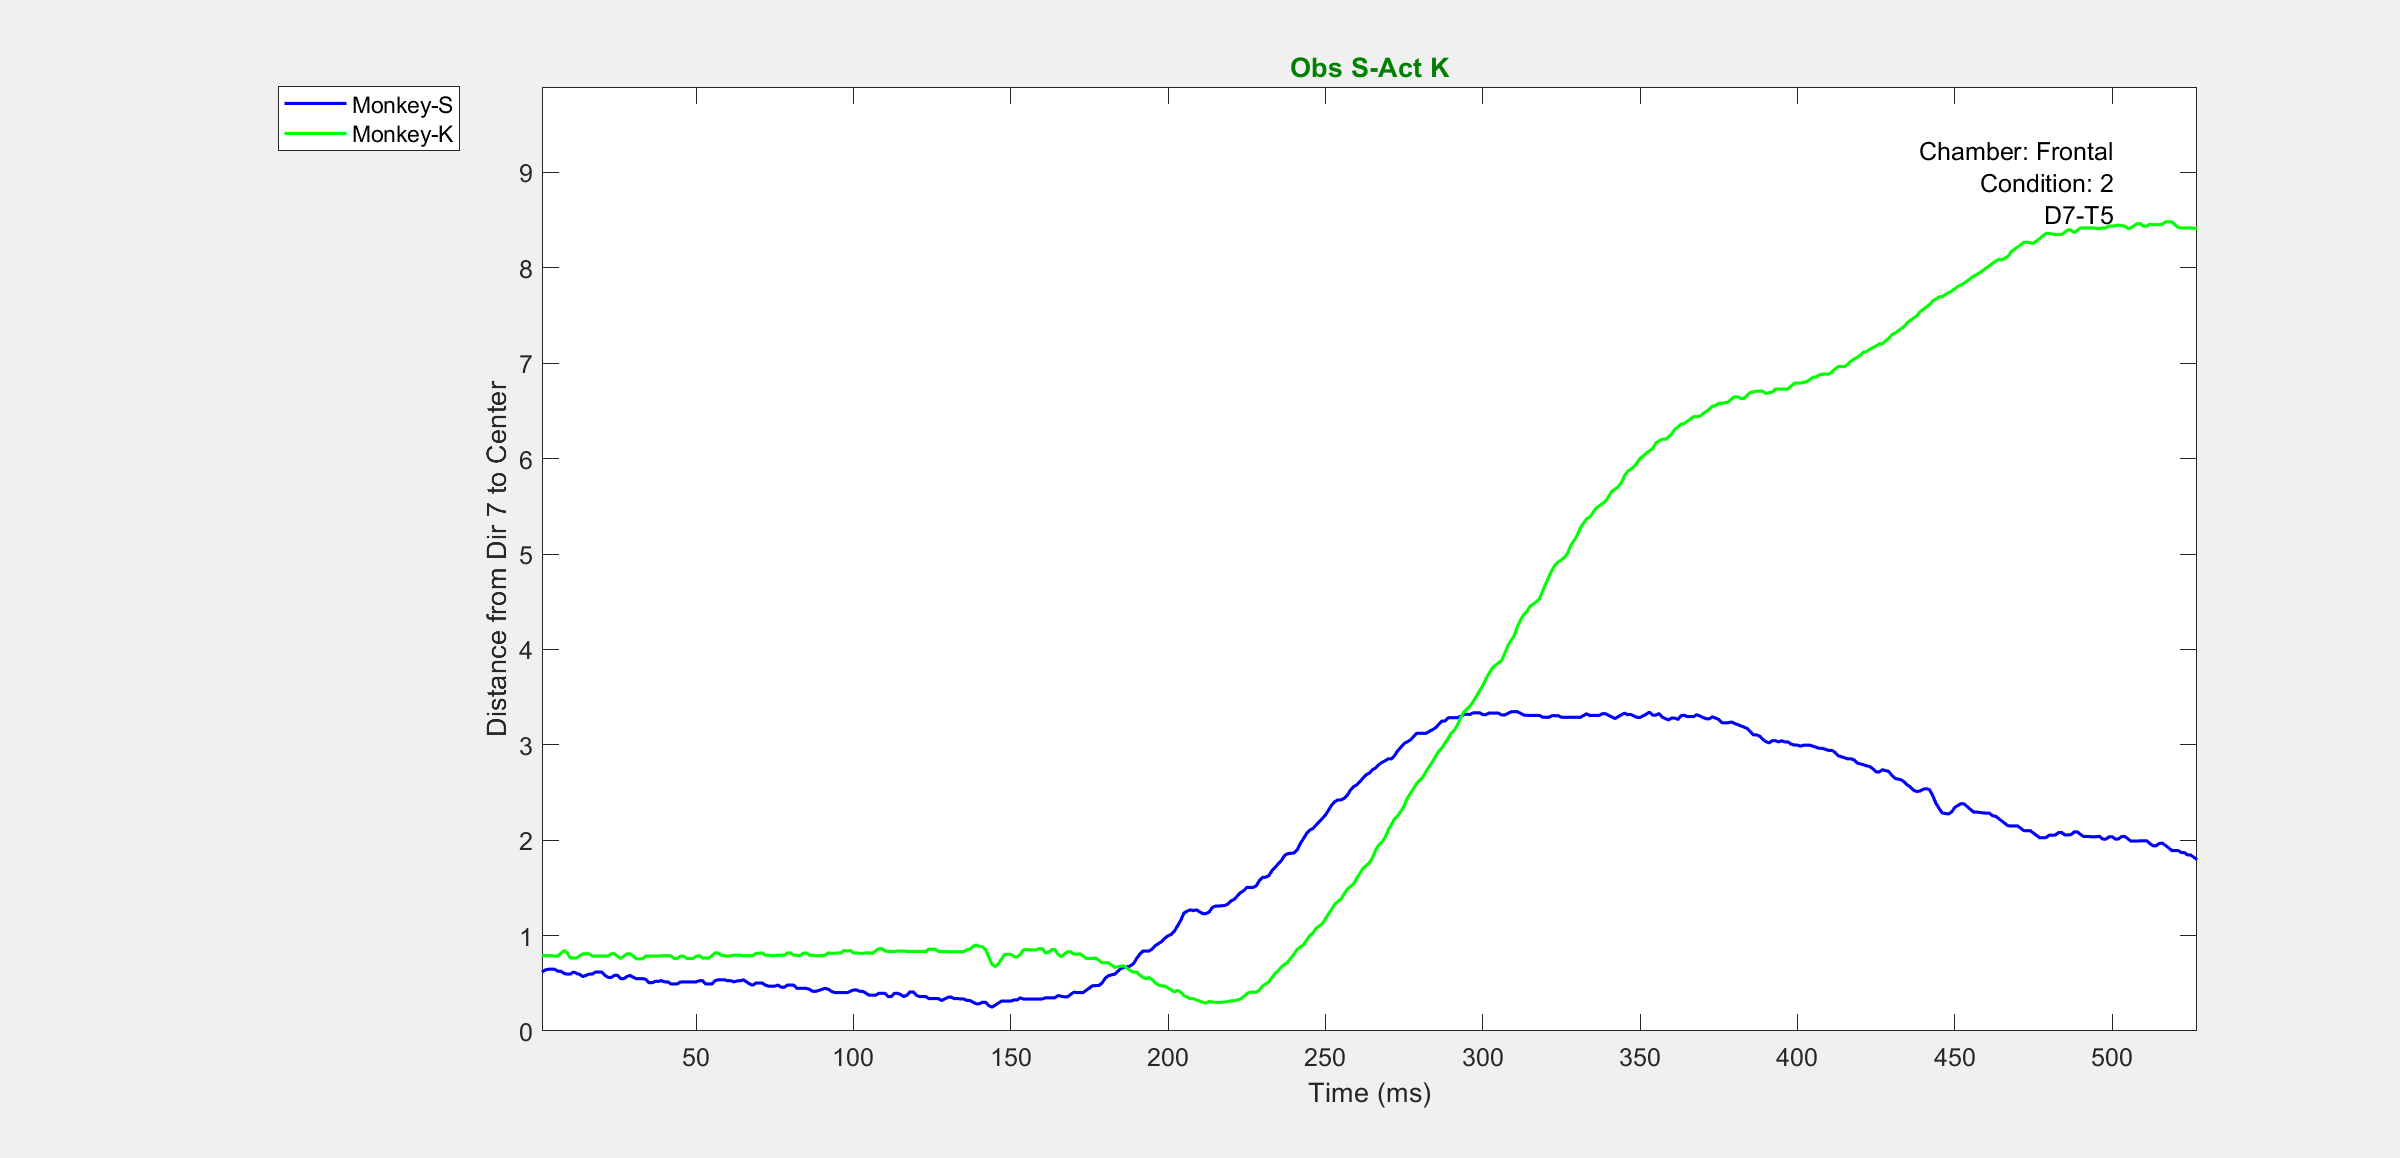 Obs S-Act K
Monkey-S
Monkey-K
Chamber: Frontal
Condition: 2
D7-T5
Distance from Dir 7 to Center
9
8
7
6
5
4
3
2
1
0
50 100 150 200 250 300 350 400 450 500
Time (ms)